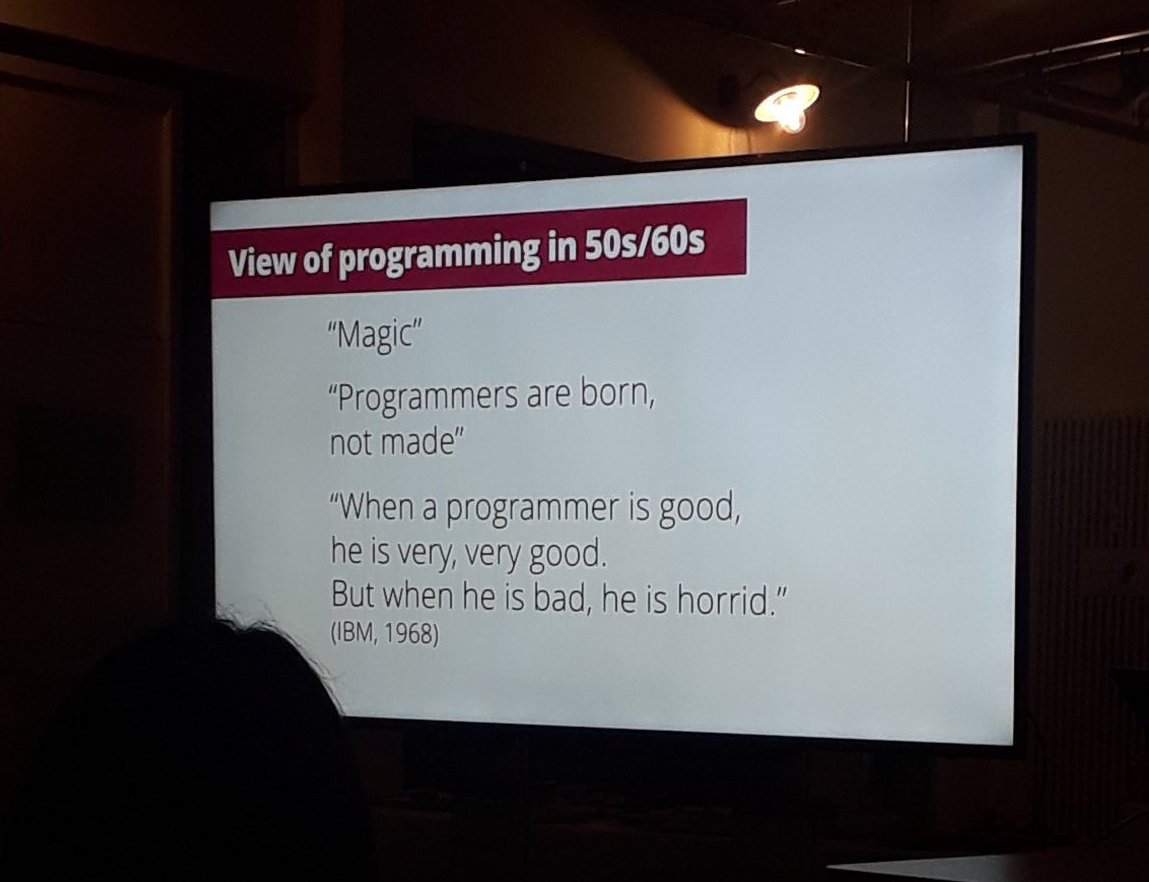 View of programming in 50s/60s
“Magic”
“Programmers are born,
not made”
“When a programmer is good,
he is very, very good.
But when he is bad, he is horrid.”
(IBM, 1968)